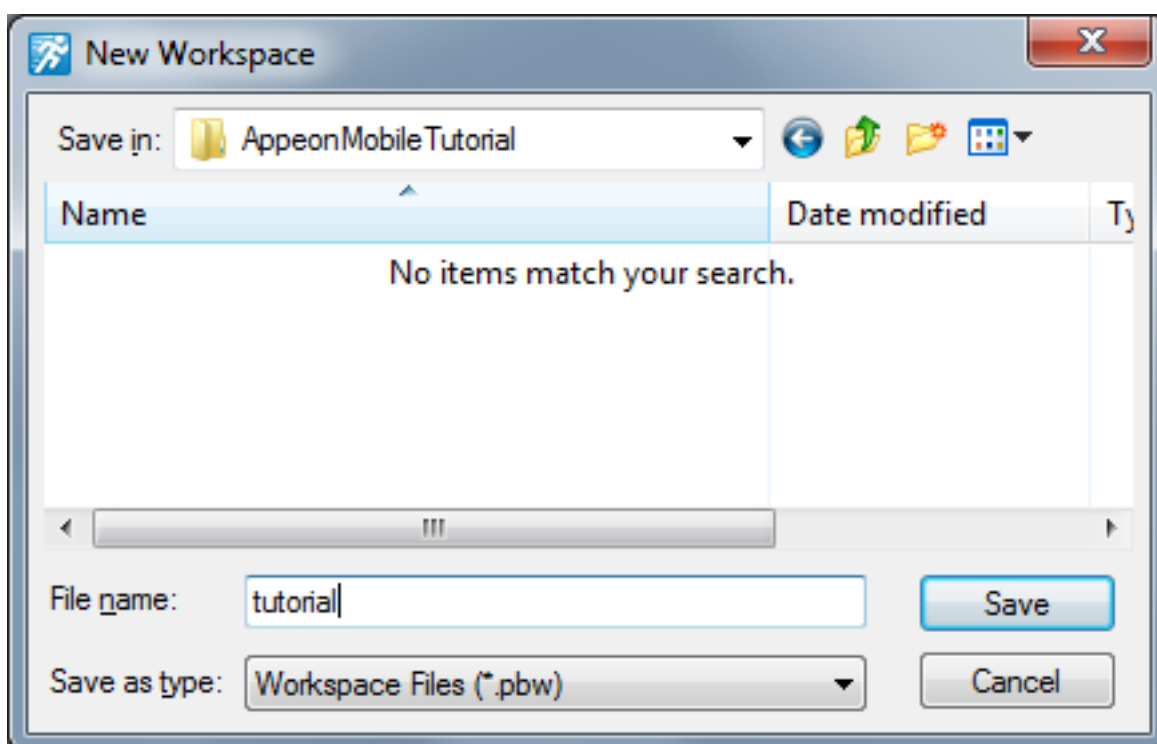 New Workspace
Save in: AppeonMobileTutorial
Name Date modified Ty
No items match your search.
File name: tutorial Save
Save as type: Workspace Files (*.pbw) Cancel